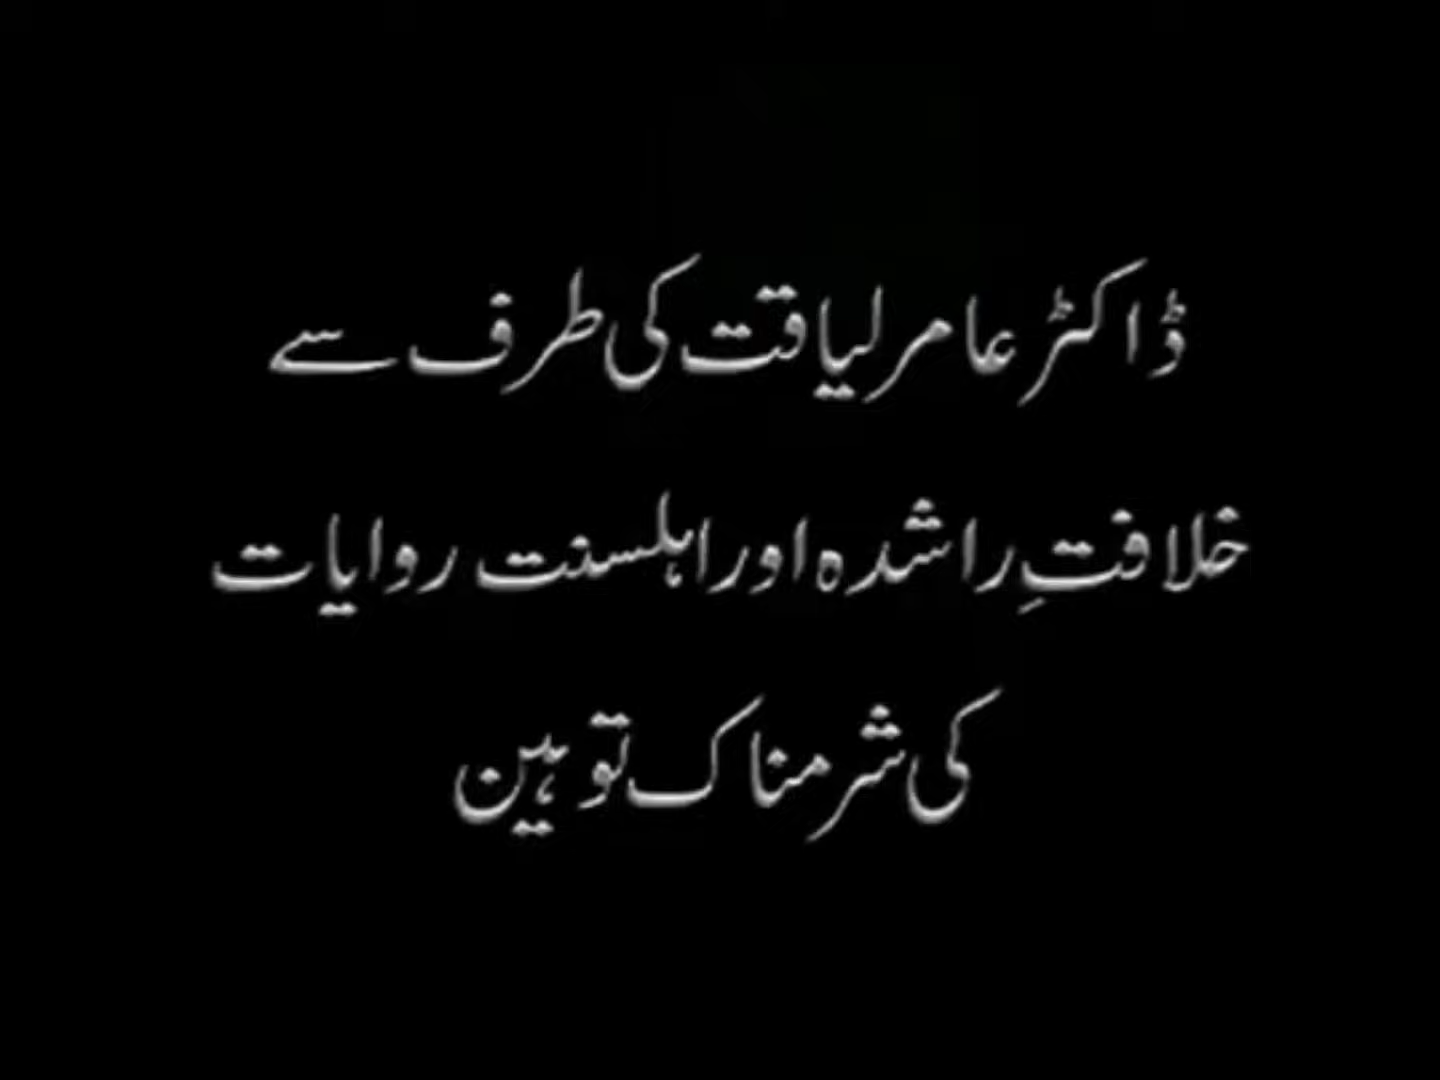 ڈاکٹر عامر لیاقت کی طرف سے
خلافتِ راشدہ اور اہلسنت روایات
کی شرمناک توہین